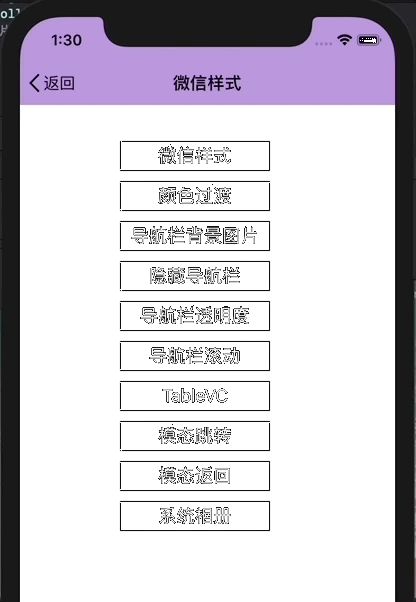 oll
片
1:30
返回
微信样式
微信样式
颜色过渡
导航栏背景图片
隐藏导航栏
导航栏透明度
导航栏滚动
TableVC
模态跳转
模态返回
系统相册